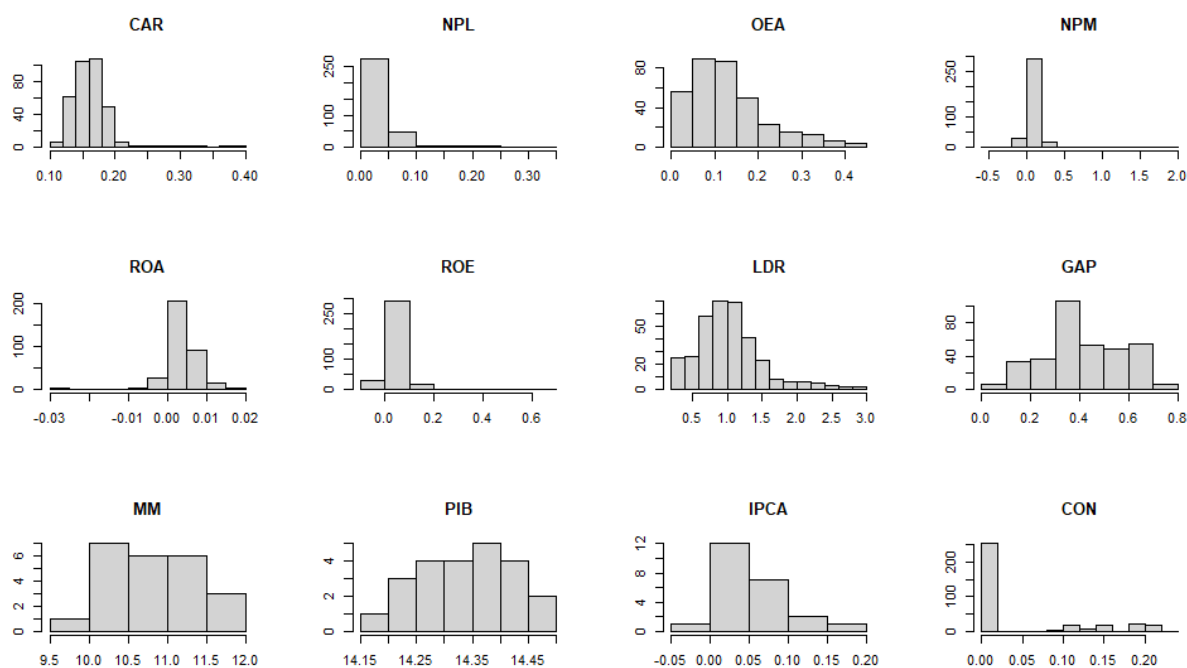 CAR NPL OEA NPM
0 40 80
0.10 0.20 0.30 0.40
0 100 250
0.00 0.10 0.20 0.30
0 40 80
0.0 0.1 0.2 0.3 0.4
0 100 250
-0.5 0.0 0.5 1.0 1.5 2.0
ROA ROE LDR GAP
0 100 200
-0.03 -0.01 0.00 0.01 0.02
0 100 250
0.0 0.2 0.4 0.6
0 20 50
0.5 1.0 1.5 2.0 2.5 3.0
0 40 80
0.0 0.2 0.4 0.6 0.8
MM PIB IPCA CON
0 2 4 6
9.5 10.0 10.5 11.0 11.5 12.0
0 2 4
14.15 14.25 14.35 14.45
0 4 8 12
-0.05 0.00 0.05 0.10 0.15 0.20
0 100 200
0.00 0.10 0.15 0.20